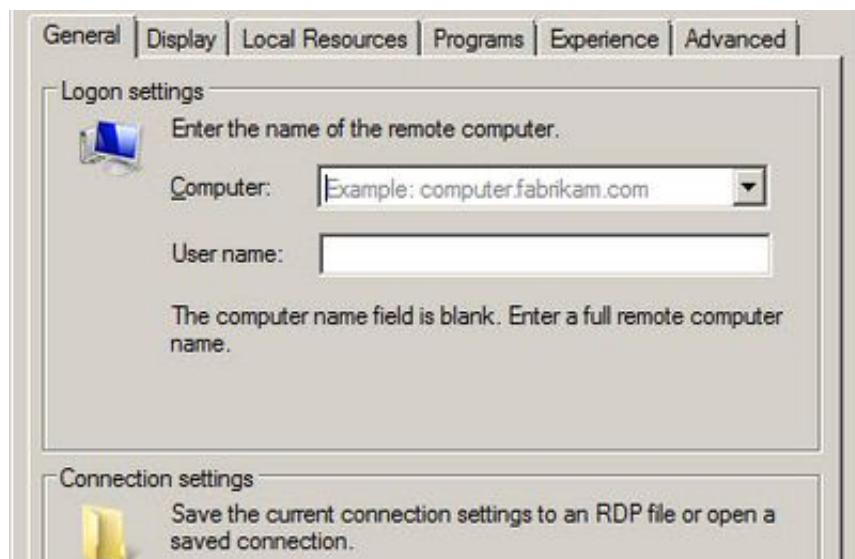 General Display Local Resources Programs Experience Advanced
Logon settings
Enter the name of the remote computer.
Computer: Example: computer.fabrikam.com
User name:
The computer name field is blank. Enter a full remote computer
name.
Connection settings
Save the current connection settings to an RDP file or open a
saved connection.